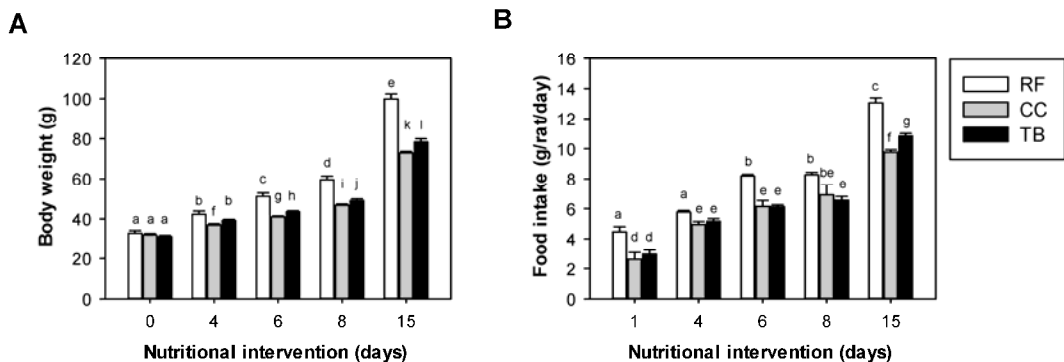 A
B
120
100
80
60
40
20
0
Body weight (g)
a a a
b f b
c g h
d i j
e k l
0 4 6 8 15
Nutritional intervention (days)
16
14
12
10
8
6
4
2
0
Food intake (g/rat/day)
a d d
a e e
b e e
b be e
c f g
1 4 6 8 15
Nutritional intervention (days)
RF
CC
TB